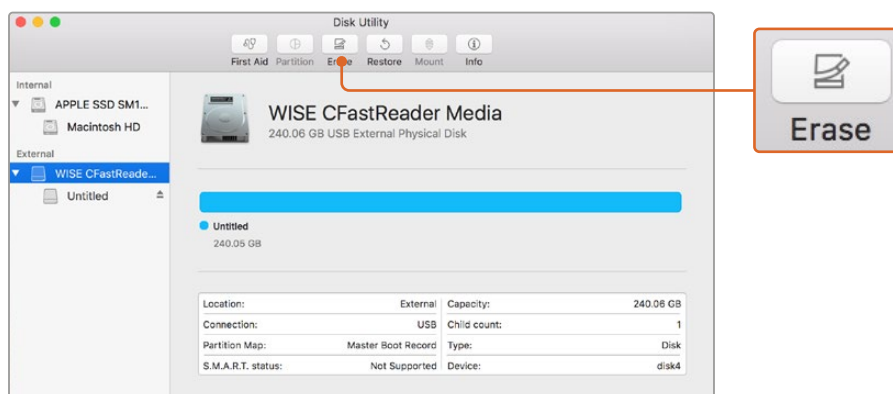 Disk Utility
First Aid Partition Erase Restore Mount Info
Erase
Internal
APPLE SSD SM1...
Macintosh HD
External
WISE CFastReade...
Untitled
WISE CFastReader Media
240.06 GB USB External Physical Disk
Untitled
240.05 GB
Location: External Capacity: 240.06 GB
Connection: USB Child count: 1
Partition Map: Master Boot Record Type: Disk
S.M.A.R.T. status: Not Supported Device: disk4